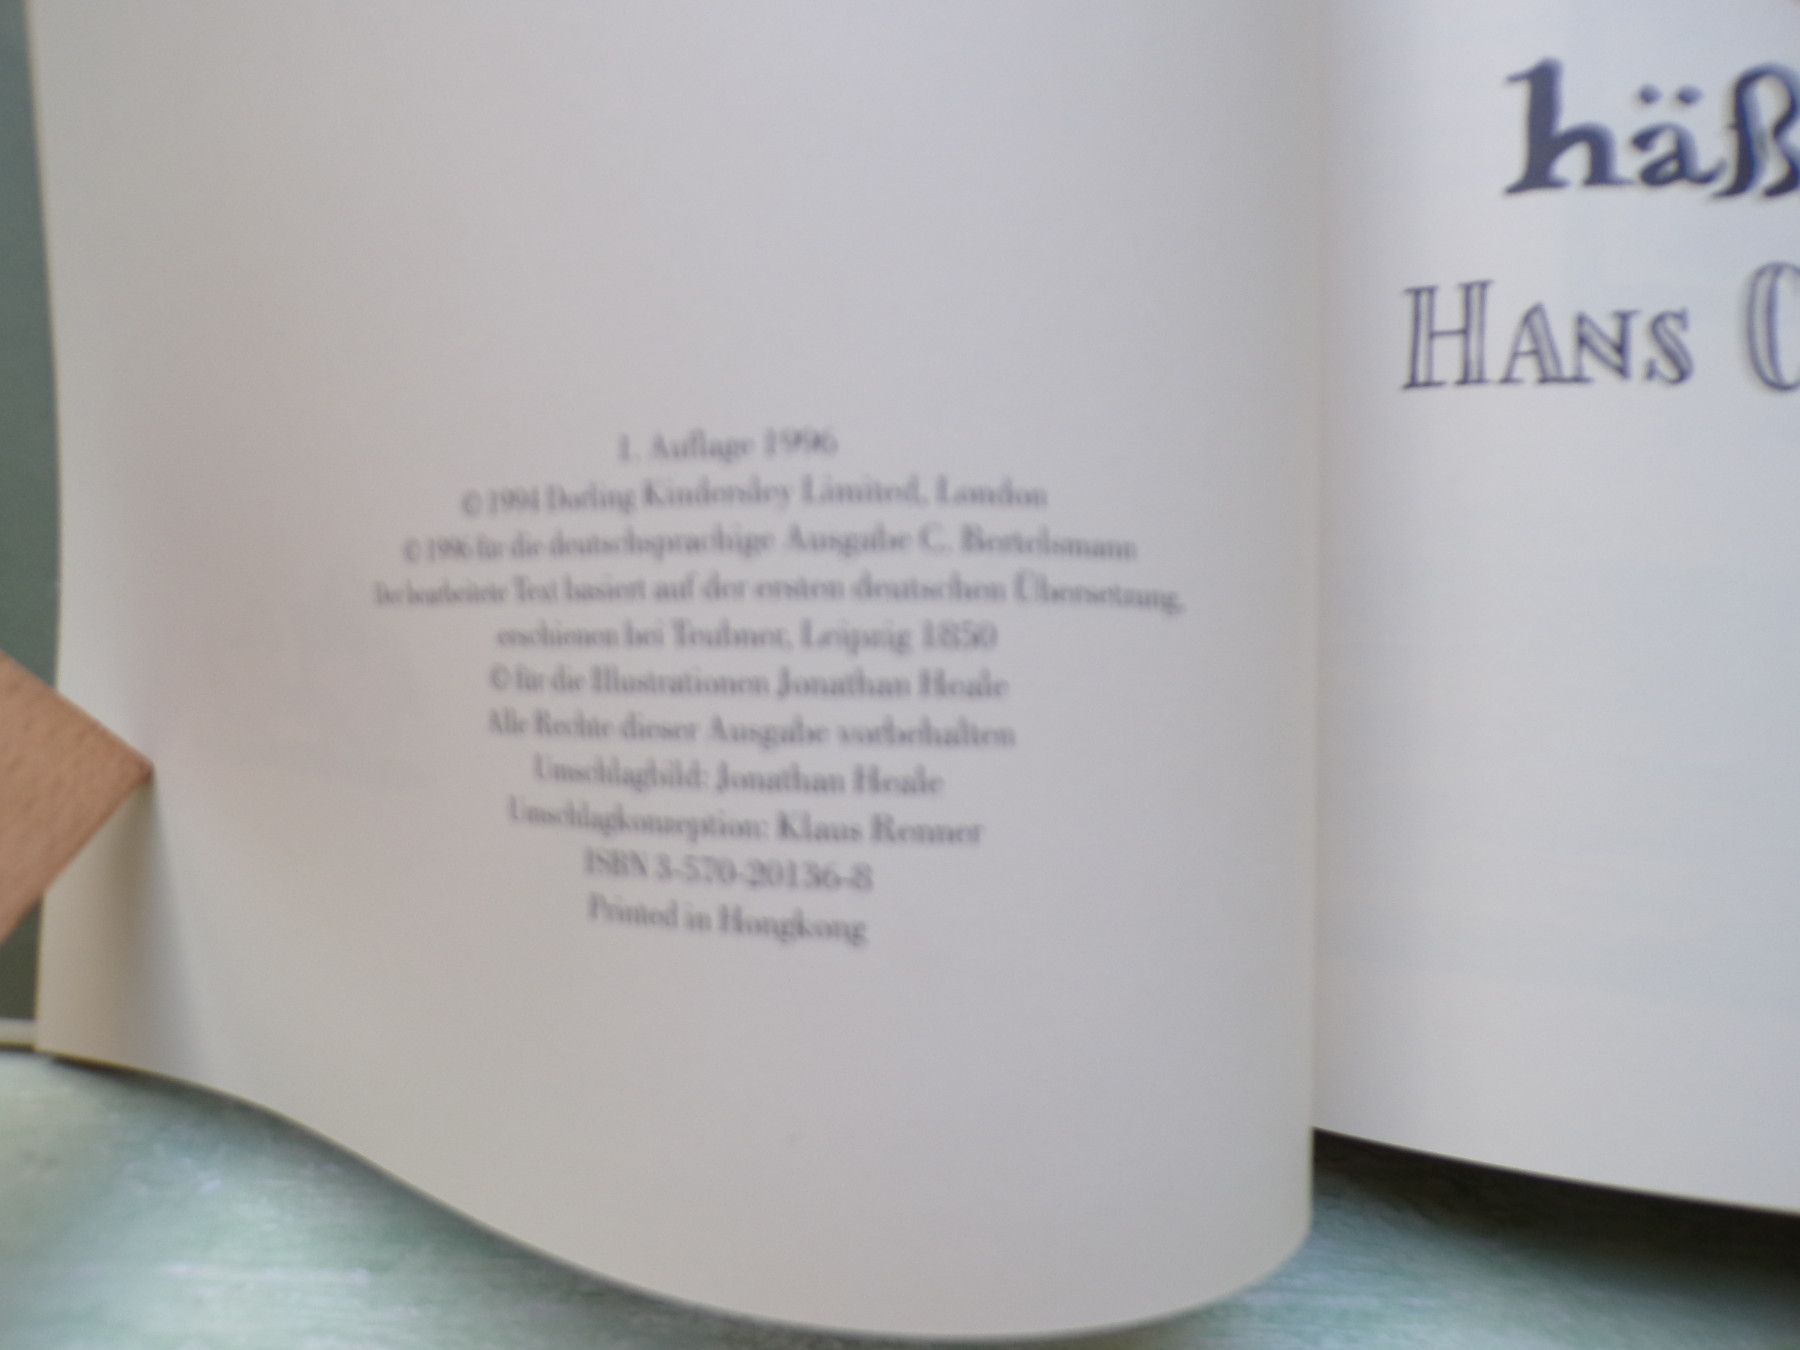 1. Auflage 1996
© 1994 Dorling Kindersley Limited, London
© 1996 für die deutschsprachige Ausgabe C. Bertelsmann
Der bearbeitete Text basiert auf der ersten deutschen Übersetzung,
erschienen bei Teubner, Leipzig 1850
© für die Illustrationen Jonathan Heale
Alle Rechte dieser Ausgabe vorbehalten
Umschlagbild: Jonathan Heale
Umschlagkonzeption: Klaus Renner
ISBN 3-570-20136-8
Printed in Hongkong
häß
HANS C